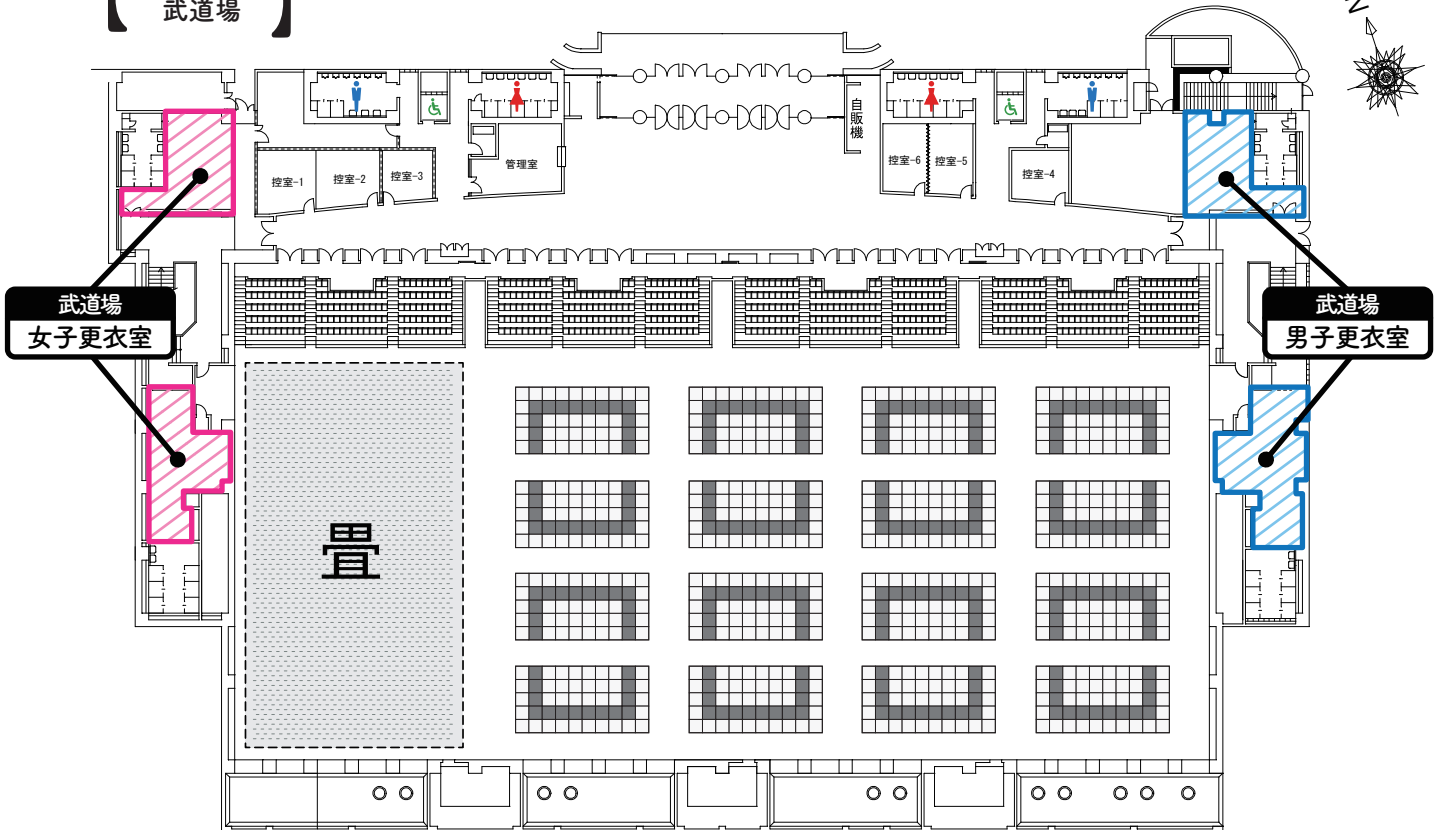 【 武道場 】
N
自販機
控室-1
控室-2
控室-3
管理室
控室-6
控室-5
控室-4
武道場
女子更衣室
武道場
男子更衣室
畳